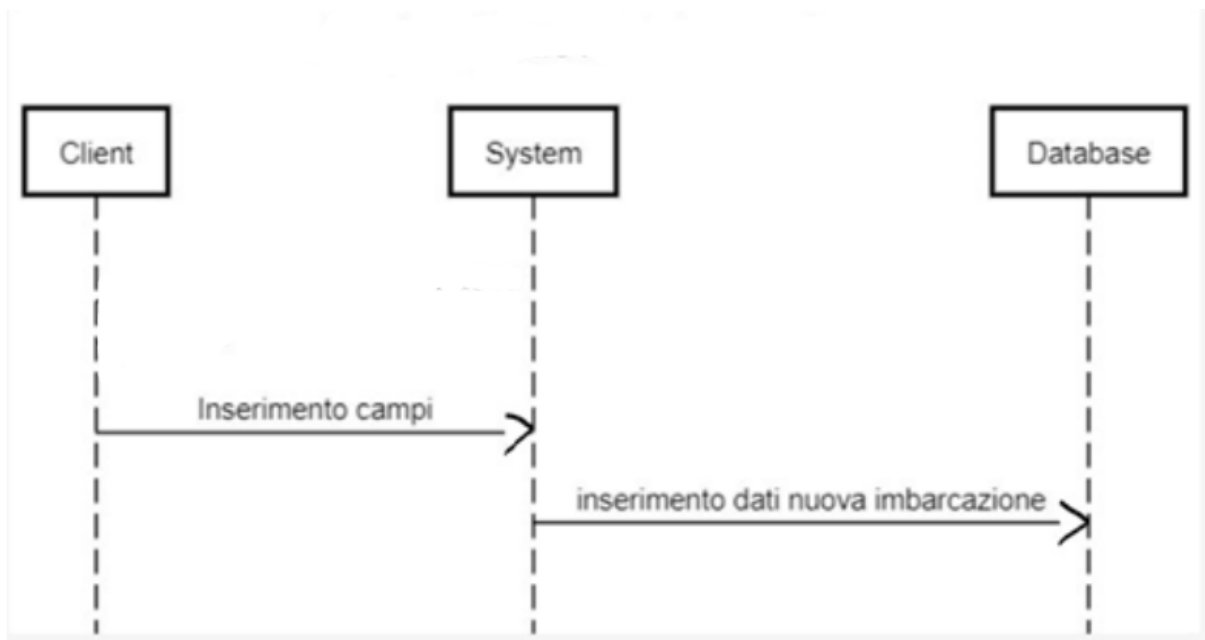 Client
System
Database
Inserimento campi
inserimento dati nuova imbarcazione